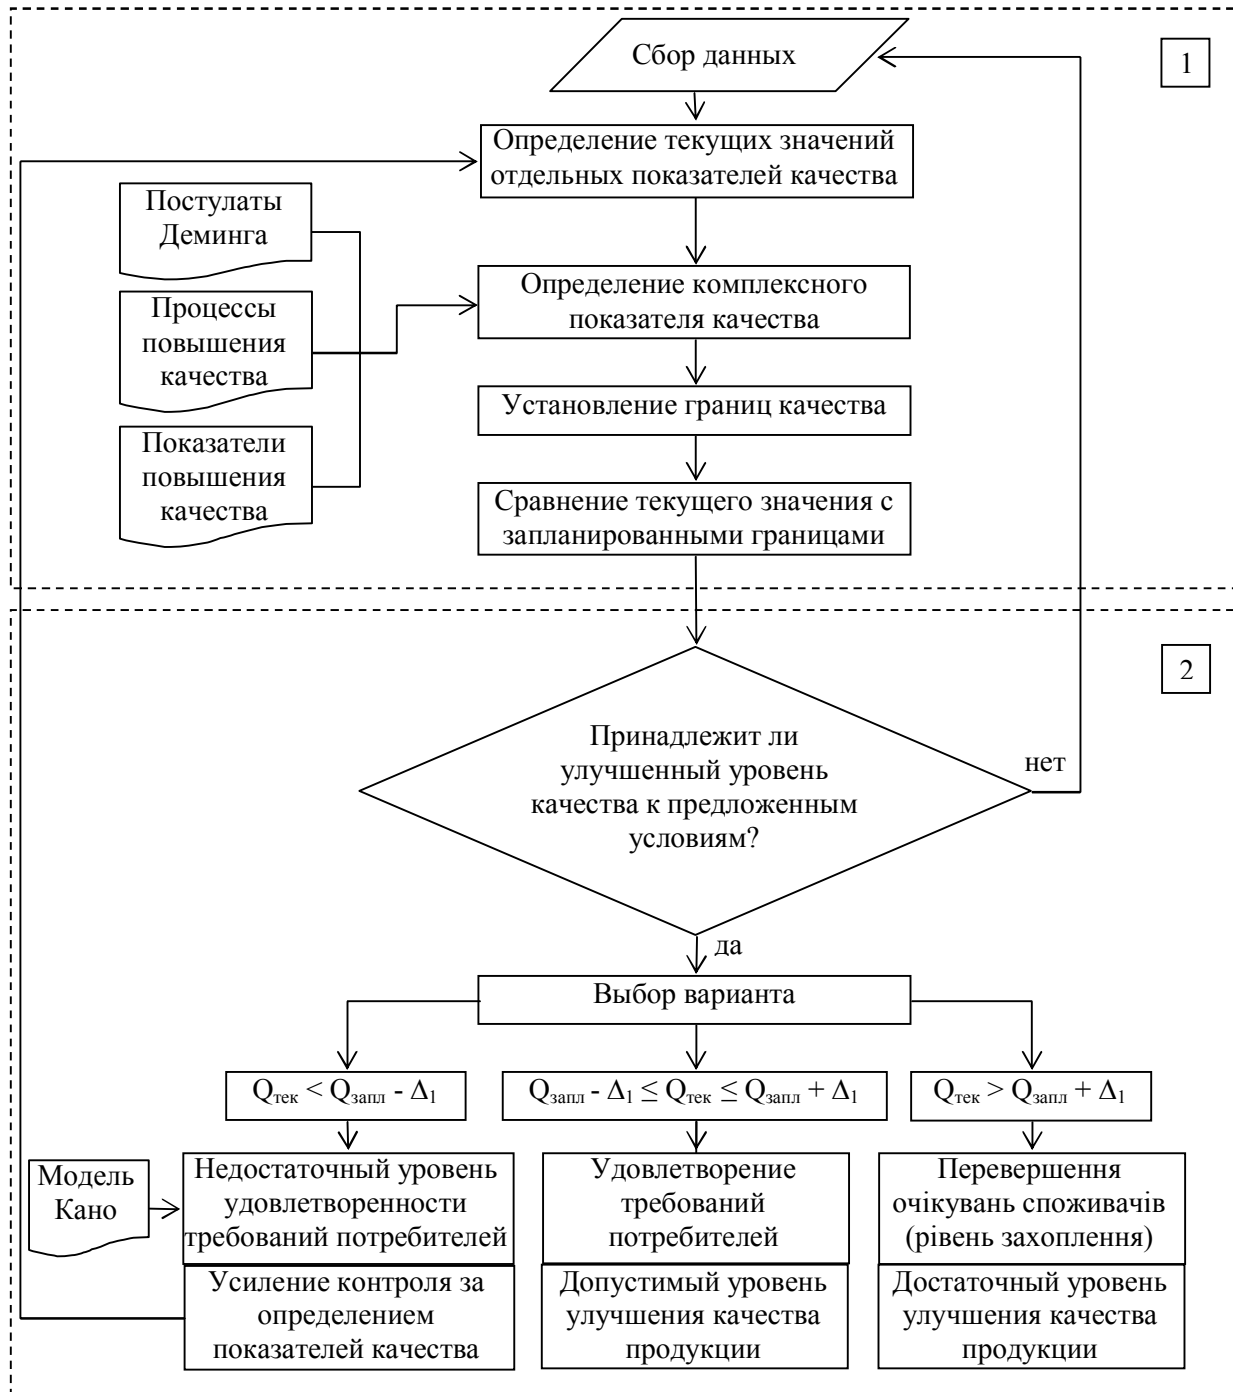 Сбор данных
1
Определение текущих значений
отдельных показателей качества
Постулаты
Деминга
Процессы
повышения
качества
Показатели
повышения
качества
Определение комплексного
показателя качества
Установление границ качества
Сравнение текущего значения с
запланированными границами
2
Принадлежит ли
улучшенный уровень
качества к предложенным
условиям?
нет
да
Выбор варианта
Qтек < Qзапл - Δ1
Qзапл - Δ1 ≤ Qтек ≤ Qзапл + Δ1
Qтек > Qзапл + Δ1
Модель
Кано
Недостаточный уровень
удовлетворенности
требований потребителей
Удовлетворение
требований
потребителей
Перевершення
очікувань споживачів
(рівень захоплення)
Усиление контроля за
определением
показателей качества
Допустимый уровень
улучшения качества
продукции
Достаточный уровень
улучшения качества
продукции